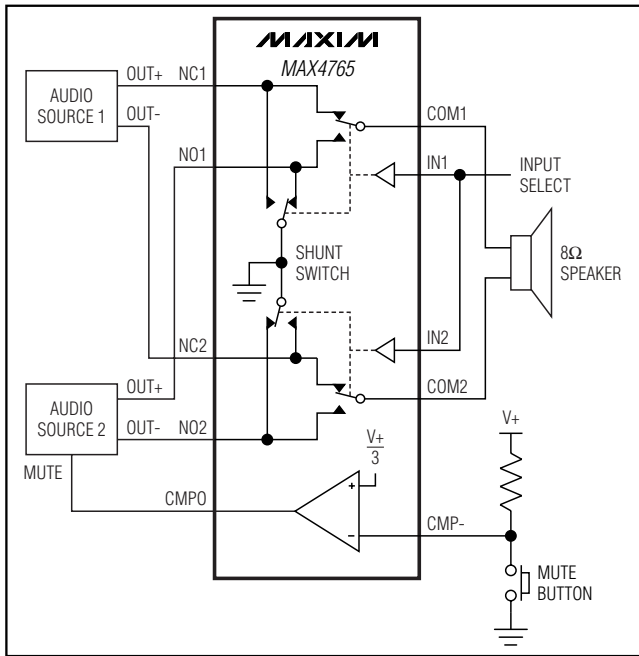 MAXIM
MAX4765
AUDIO
SOURCE 1
OUT+
OUT-
NC1
NO1
COM1
IN1
INPUT
SELECT
SHUNT
SWITCH
8Ω
SPEAKER
NC2
IN2
COM2
AUDIO
SOURCE 2
OUT+
OUT-
NO2
MUTE
CMPO
V+
3
+
-
CMP-
V+
MUTE
BUTTON